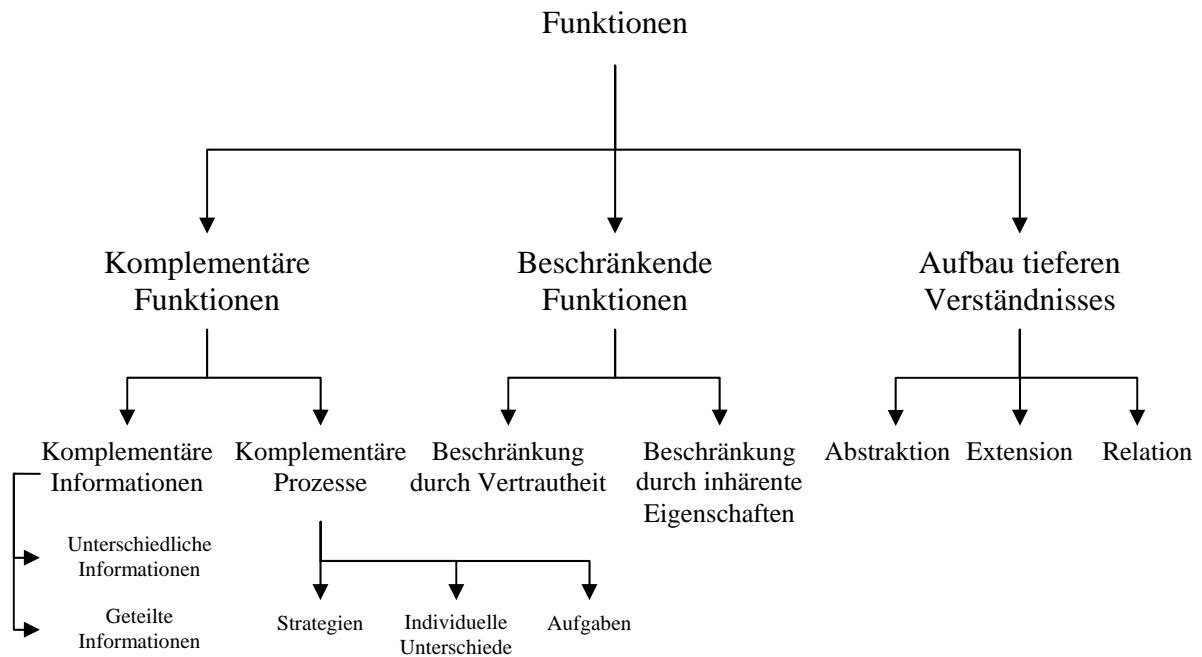 Funktionen
Komplementäre
Funktionen
Beschränkende
Funktionen
Aufbau tieferen
Verständnisses
Komplementäre
Informationen
Komplementäre
Prozesse
Beschränkung
durch Vertrautheit
Beschränkung
durch inhärente
Eigenschaften
Abstraktion
Extension
Relation
Unterschiedliche
Informationen
Geteilte
Informationen
Strategien
Individuelle
Unterschiede
Aufgaben